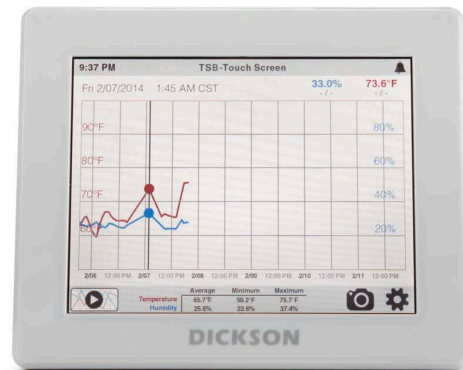 9:37 PM TSB-Touch Screen
Fri 2/07/2014 1:45 AM CST 33.0% 73.6°F
- / - - / -
90°F 80%
80°F 60%
70°F 40%
60 20%
2/06 12:00 PM 2/07 12:00 PM 2/08 12:00 PM 2/09 12:00 PM 2/10 12:00 PM 2/11 12:00 PM
Average Minimum Maximum
Temperature 65.7°F 59.2°F 75.7°F
Humidity 25.6% 22.6% 37.4%
DICKSON